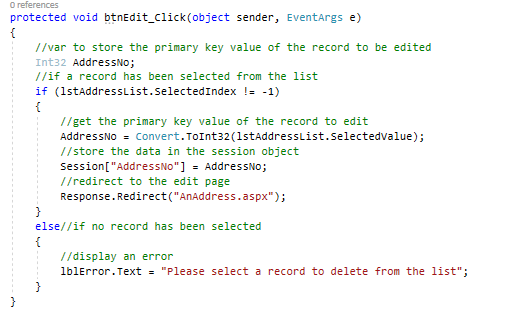 0 references
protected void btnEdit_Click(object sender, EventArgs e)
{
//var to store the primary key value of the record to be edited
Int32 AddressNo;
//if a record has been selected from the list
if (lstAddressList.SelectedIndex != -1)
{
//get the primary key value of the record to edit
AddressNo = Convert.ToInt32(lstAddressList.SelectedValue);
//store the data in the session object
Session["AddressNo"] = AddressNo;
//redirect to the edit page
Response.Redirect("AnAddress.aspx");
}
else//if no record has been selected
{
//display an error
lblError.Text = "Please select a record to delete from the list";
}
}